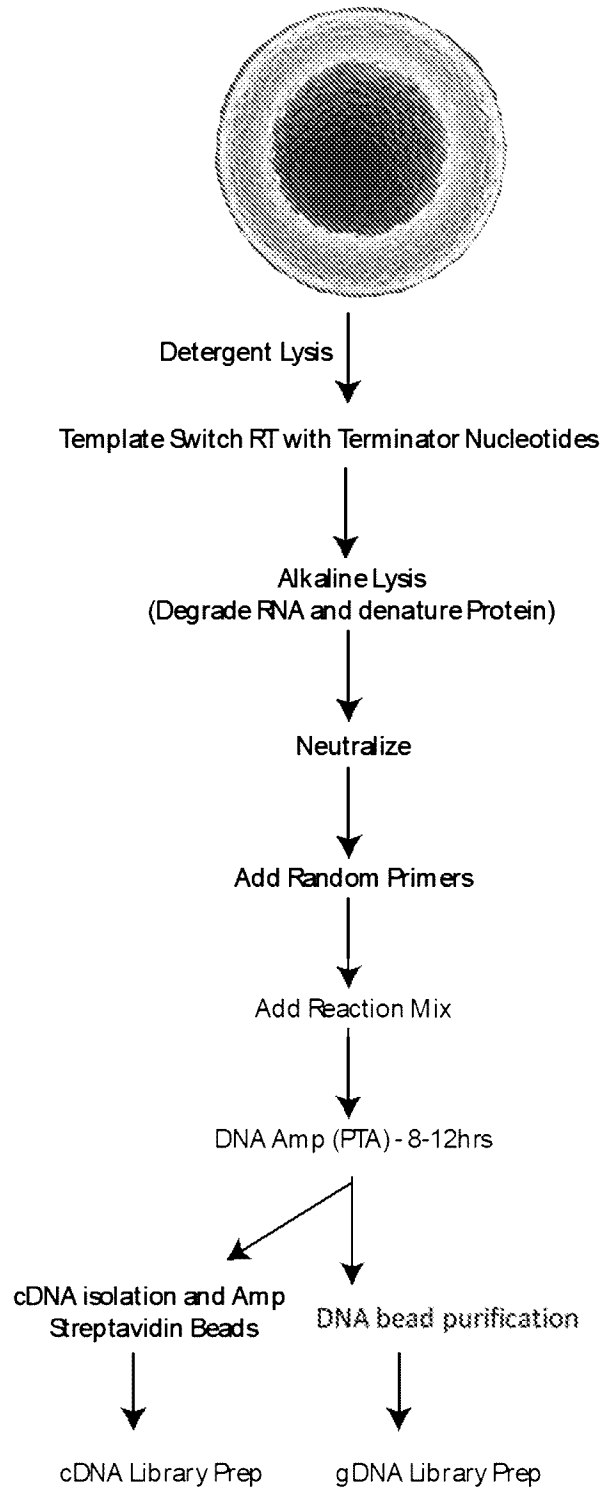 Detergent Lysis
Template Switch RT with Terminator Nucleotides
Alkaline Lysis
(Degrade RNA and denature Protein)
Neutralize
Add Random Primers
Add Reaction Mix
DNA Amp (PTA) - 8-12hrs
cDNA isolation and Amp
Streptavidin Beads
DNA bead purification
cDNA Library Prep
gDNA Library Prep